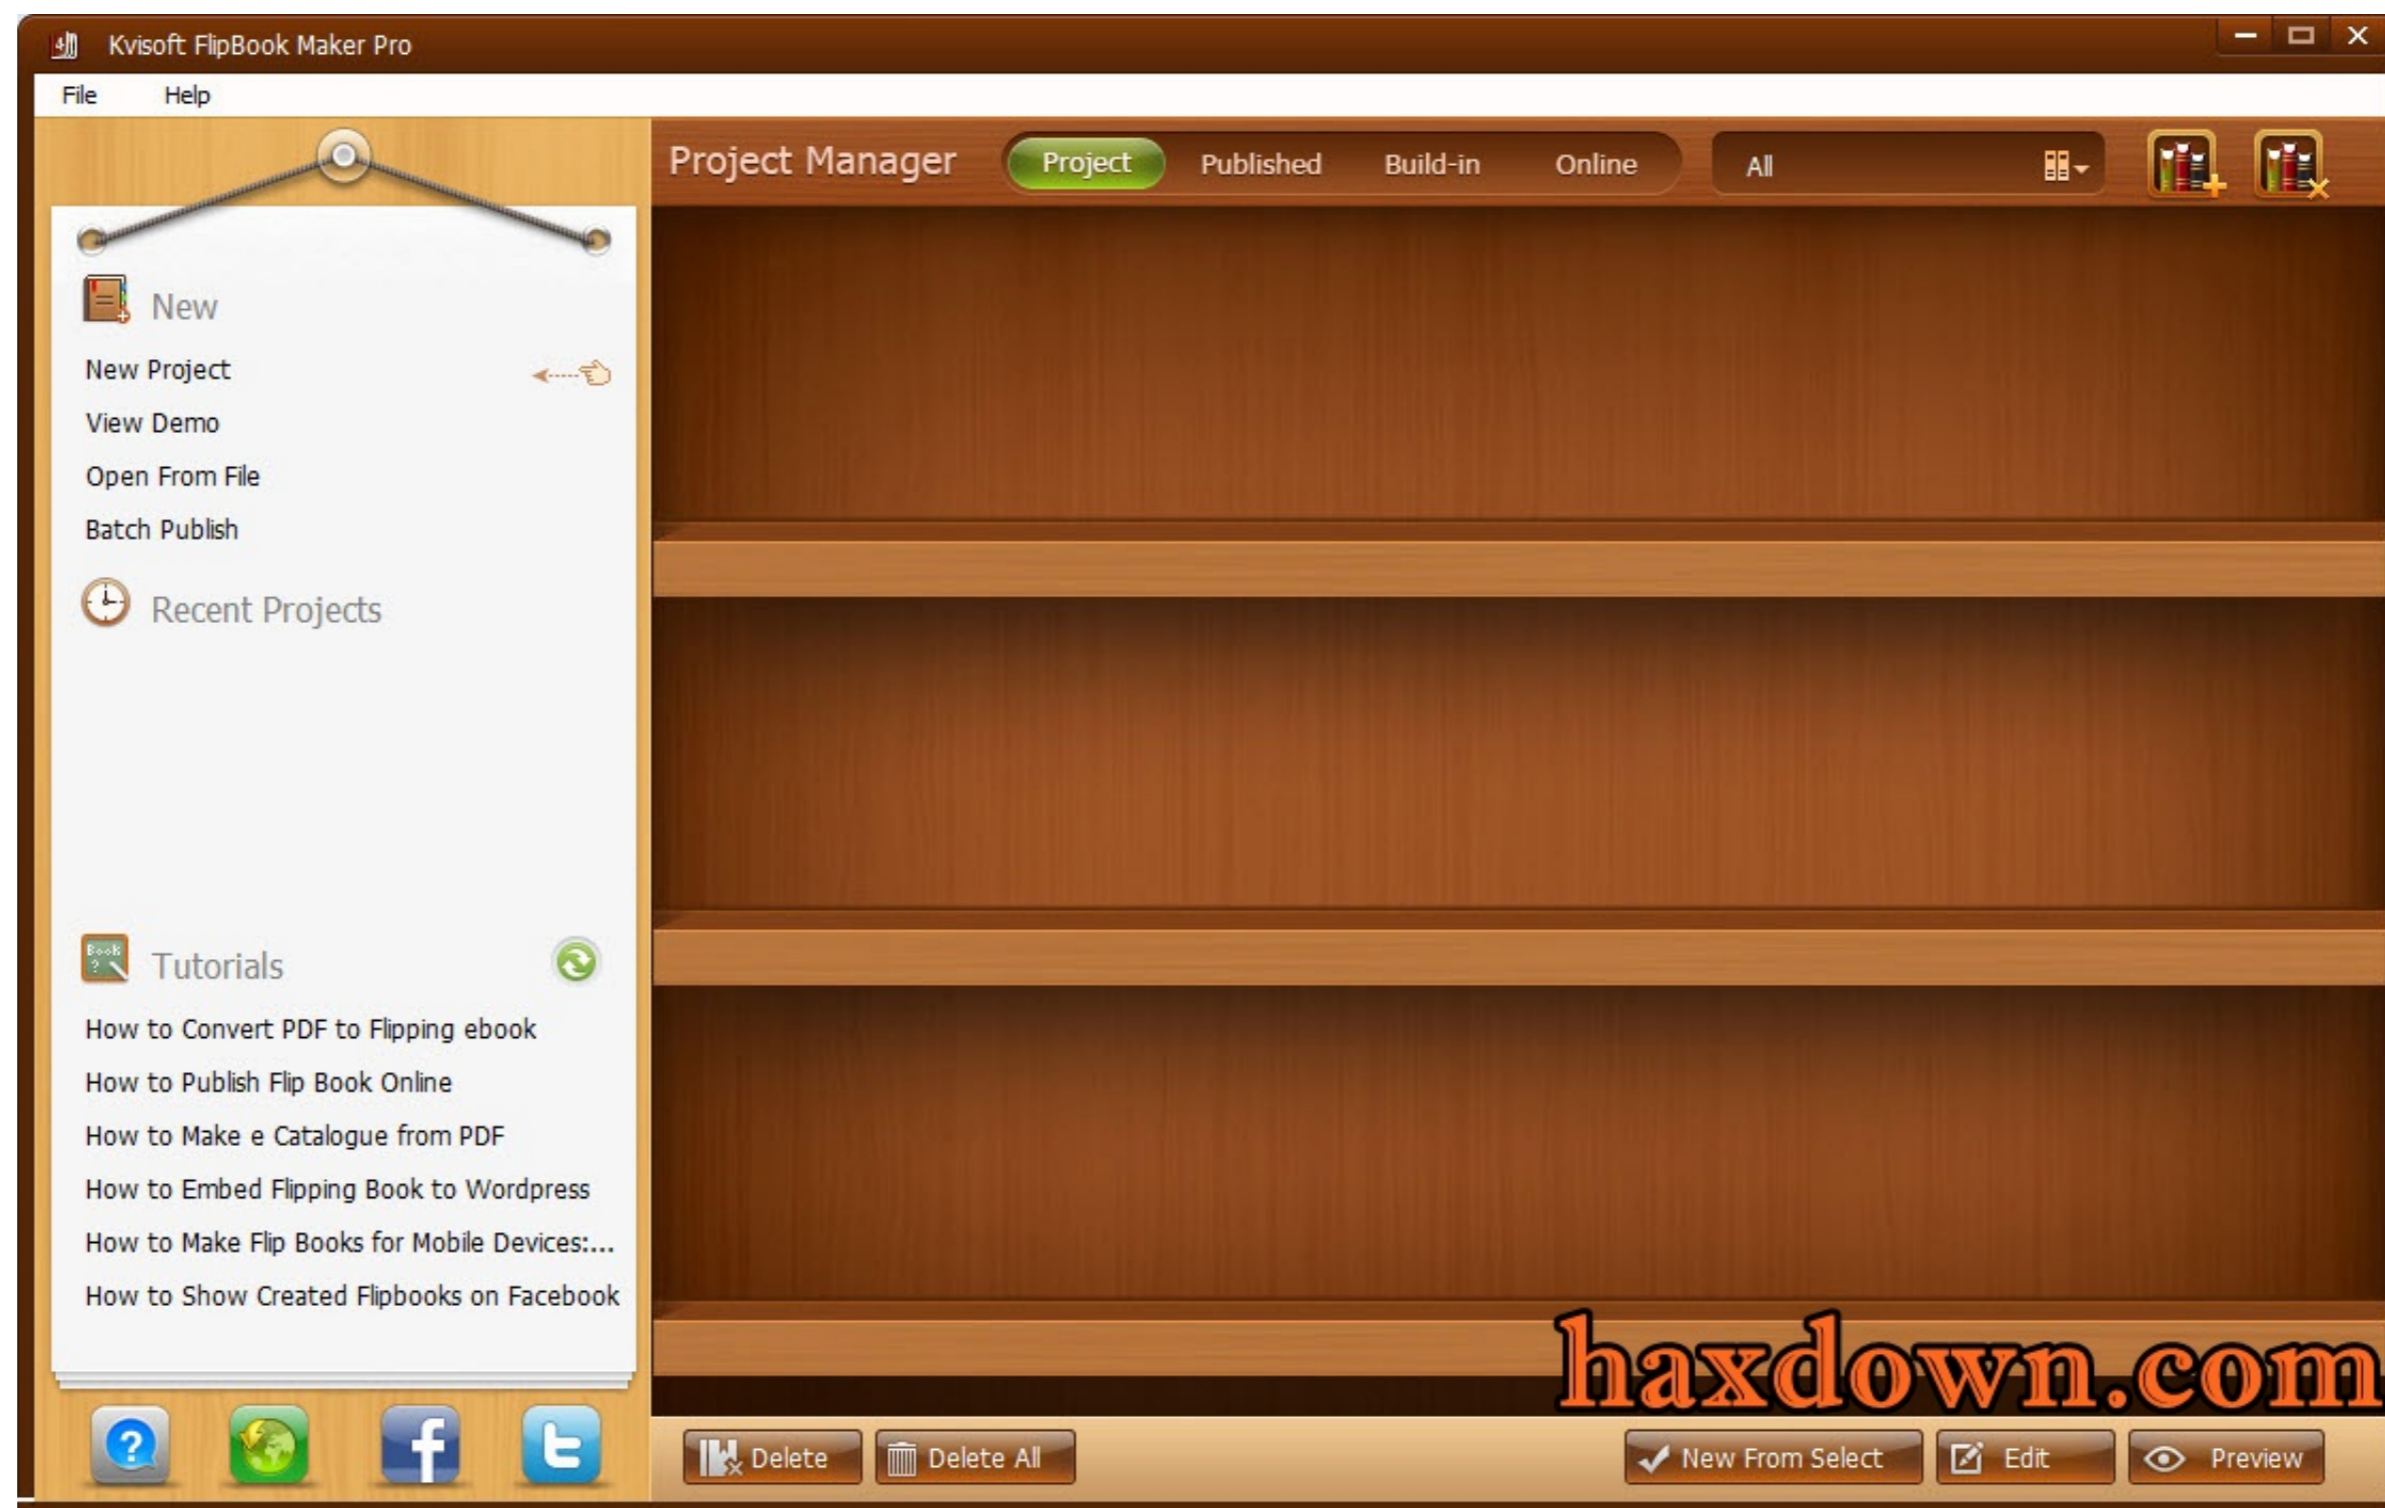 Kvisoft FlipBook Maker Pro
File Help
Project Manager Project Published Build-in Online All
New
New Project
View Demo
Open From File
Batch Publish
Recent Projects
Book
?
Tutorials
How to Convert PDF to Flipping ebook
How to Publish Flip Book Online
How to Make e Catalogue from PDF
How to Embed Flipping Book to Wordpress
How to Make Flip Books for Mobile Devices:...
How to Show Created Flipbooks on Facebook
haxdown.com
Delete Delete All New From Select Edit Preview